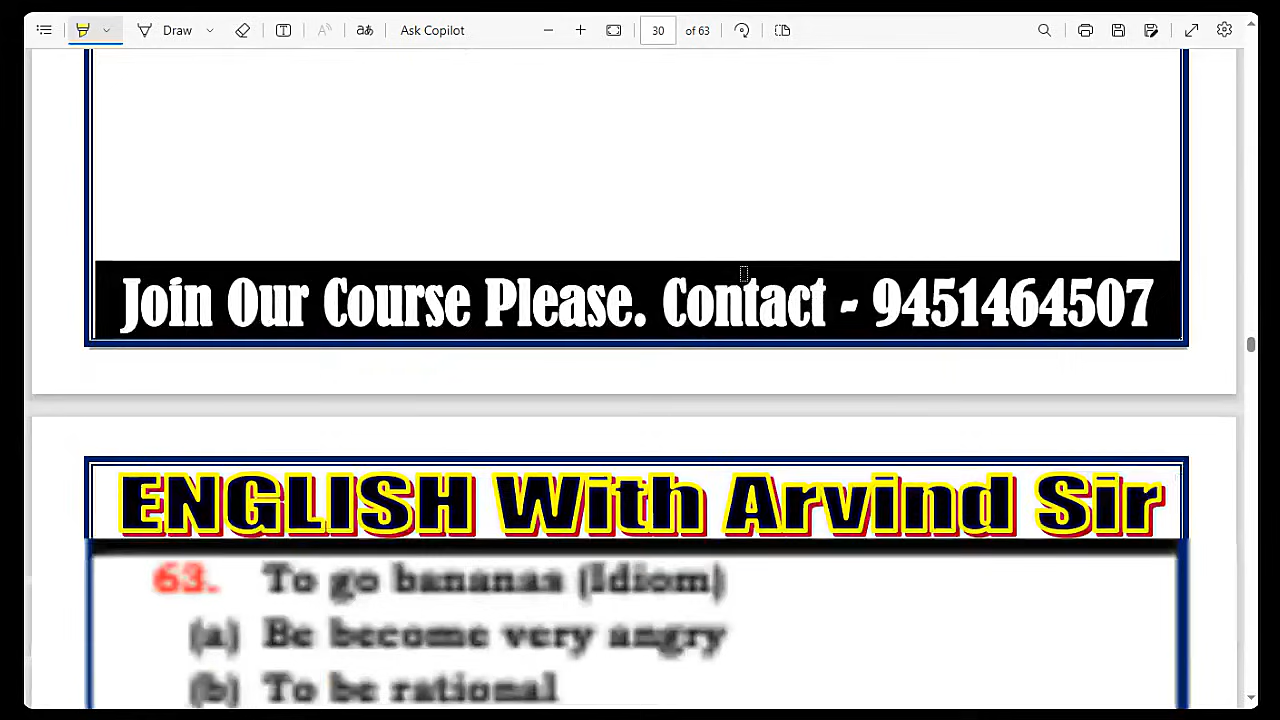 Draw
Ask Copilot
30 of 63
Join Our Course Please. Contact - 9451464507
ENGLISH With Arvind Sir
63. To go bananas (Idiom)
(a) Be become very angry
(b) To be rational